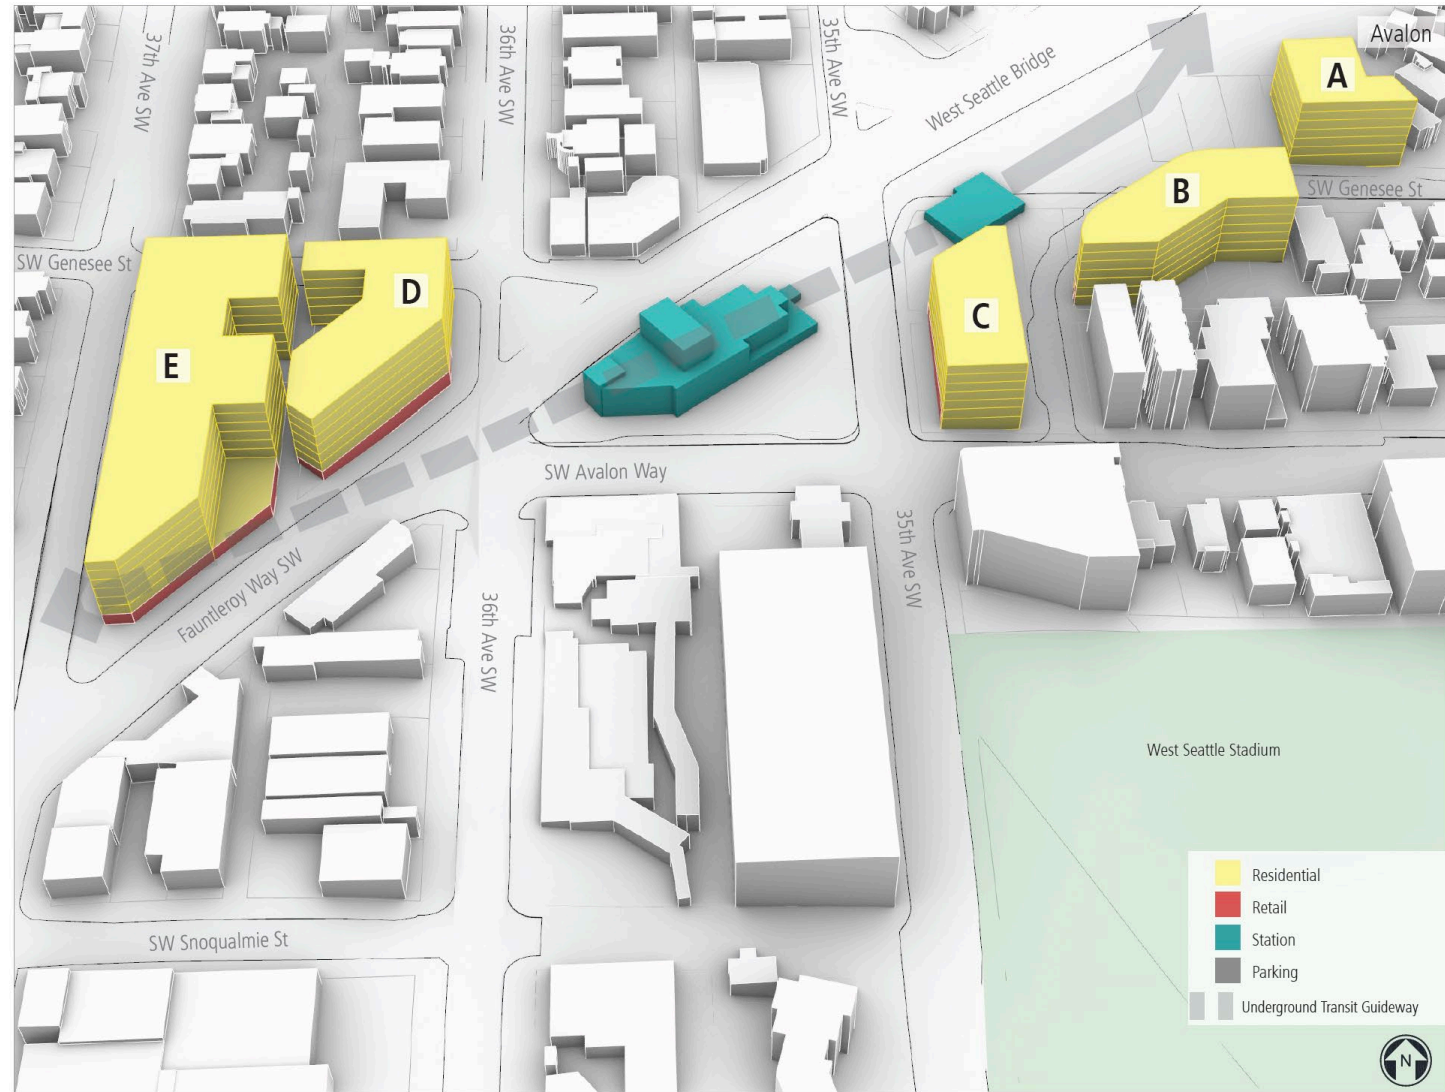 37th Ave SW
36th Ave SW
35th Ave SW
West Seattle Bridge
Avalon
A
B
SW Genesee St
SW Genesee St
D
C
E
SW Avalon Way
35th Ave SW
Fauntleroy Way SW
36th Ave SW
West Seattle Stadium
SW Snoqualmie St
Residential
Retail
Station
Parking
Underground Transit Guideway
N